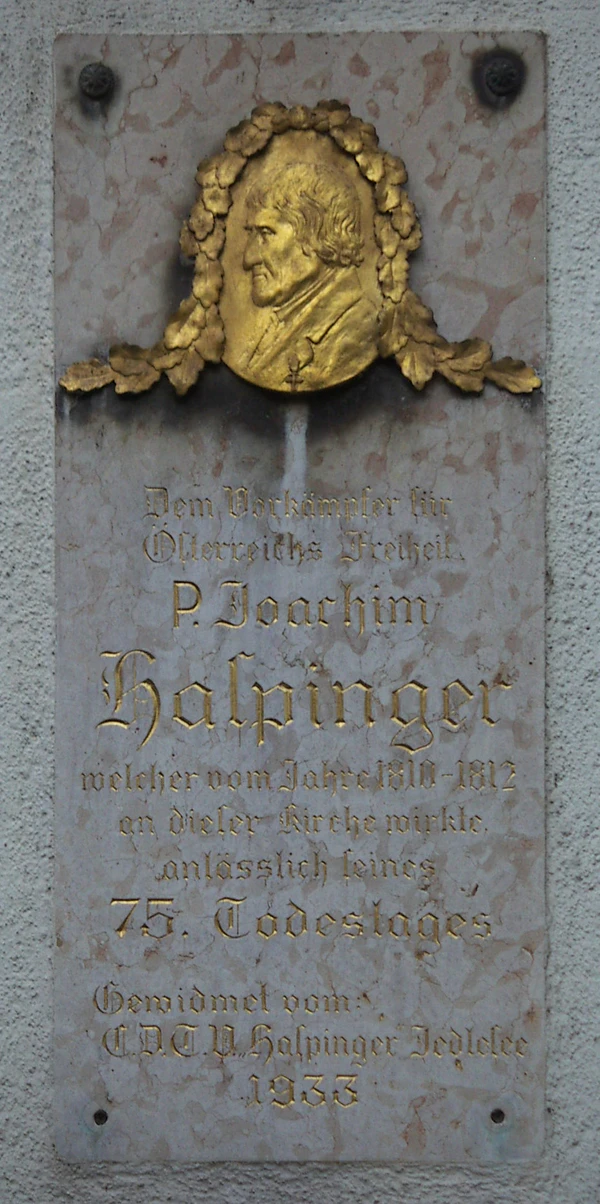 Dem Vorkämpfer für
Öſterreichs Freiheit
P. Joachim
Haſpinger
welcher vom Jahre 1810-1812
an dieſer Kirche wirkte.
anlässlich ſeines
75. Todestages
Gewidmet vom
C.D.T.V. Haſpinger Jedleſee
1933